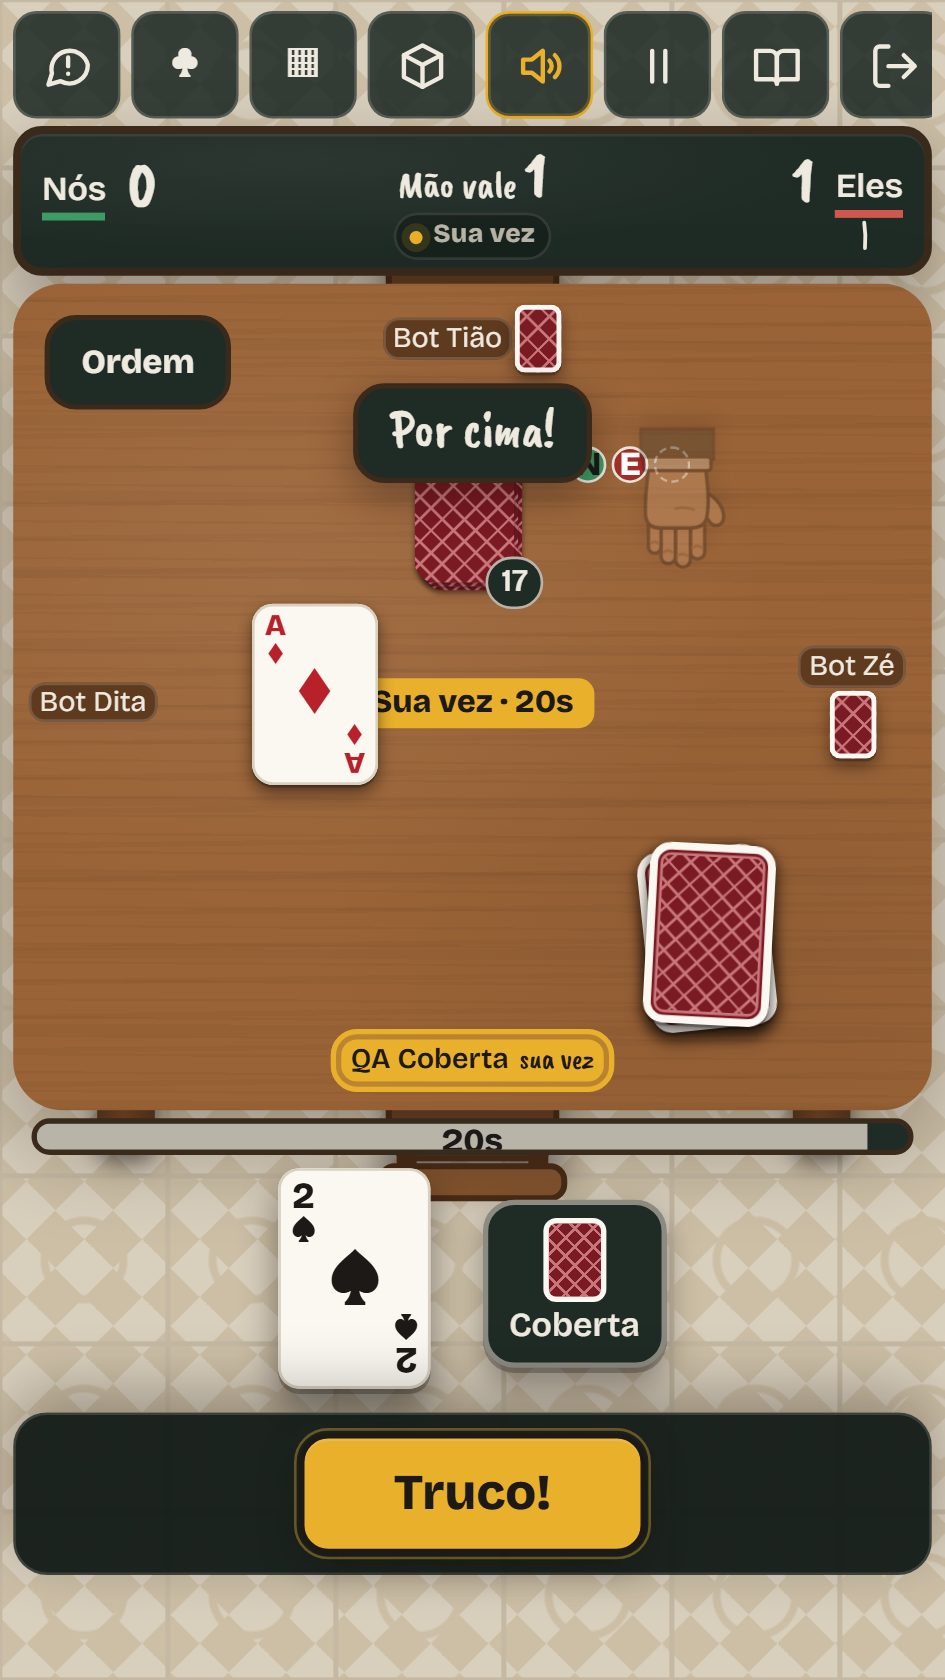 Nós 0
Mão vale 1
1 Eles
Sua vez
Ordem
Bot Tião
Por cima!
N E
17
A
A
Sua vez · 20s
Bot Dita
Bot Zé
QA Coberta sua vez
20s
2
2
Coberta
Truco!